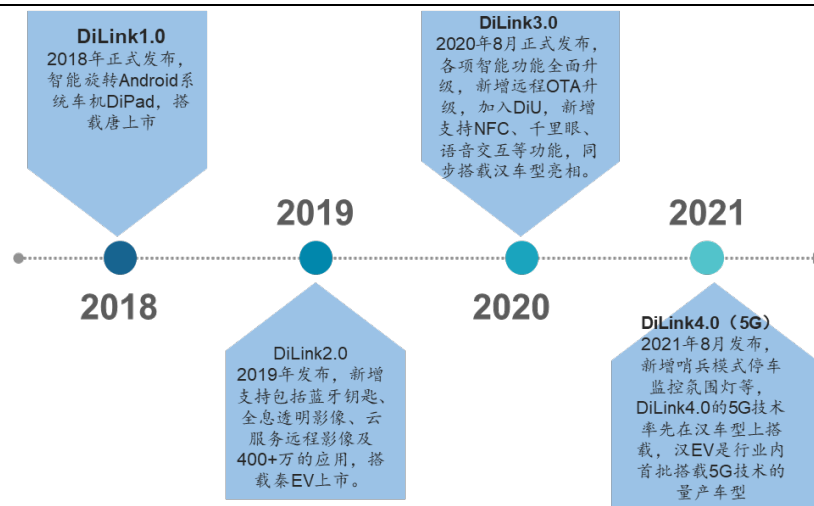 DiLink1.0
2018年正式发布，
智能旋转Android系
统车机DiPad，搭
载唐上市
2018
2019
DiLink2.0
2019年发布，新增
支持包括蓝牙钥匙、
全息透明影像、云
服务远程影像及
400+万的应用，搭
载秦EV上市。
DiLink3.0
2020年8月正式发布，
各项智能功能全面升
级，新增远程OTA升
级，加入DiU，新增
支持NFC、千里眼、
语音交互等功能，同
步搭载汉车型亮相。
2020
2021
DiLink4.0（5G）
2021年8月发布，
新增哨兵模式停车
监控氛围灯等，
DiLink4.0的5G技术
率先在汉车型上搭
载，汉EV是行业内
首批搭载5G技术的
量产车型